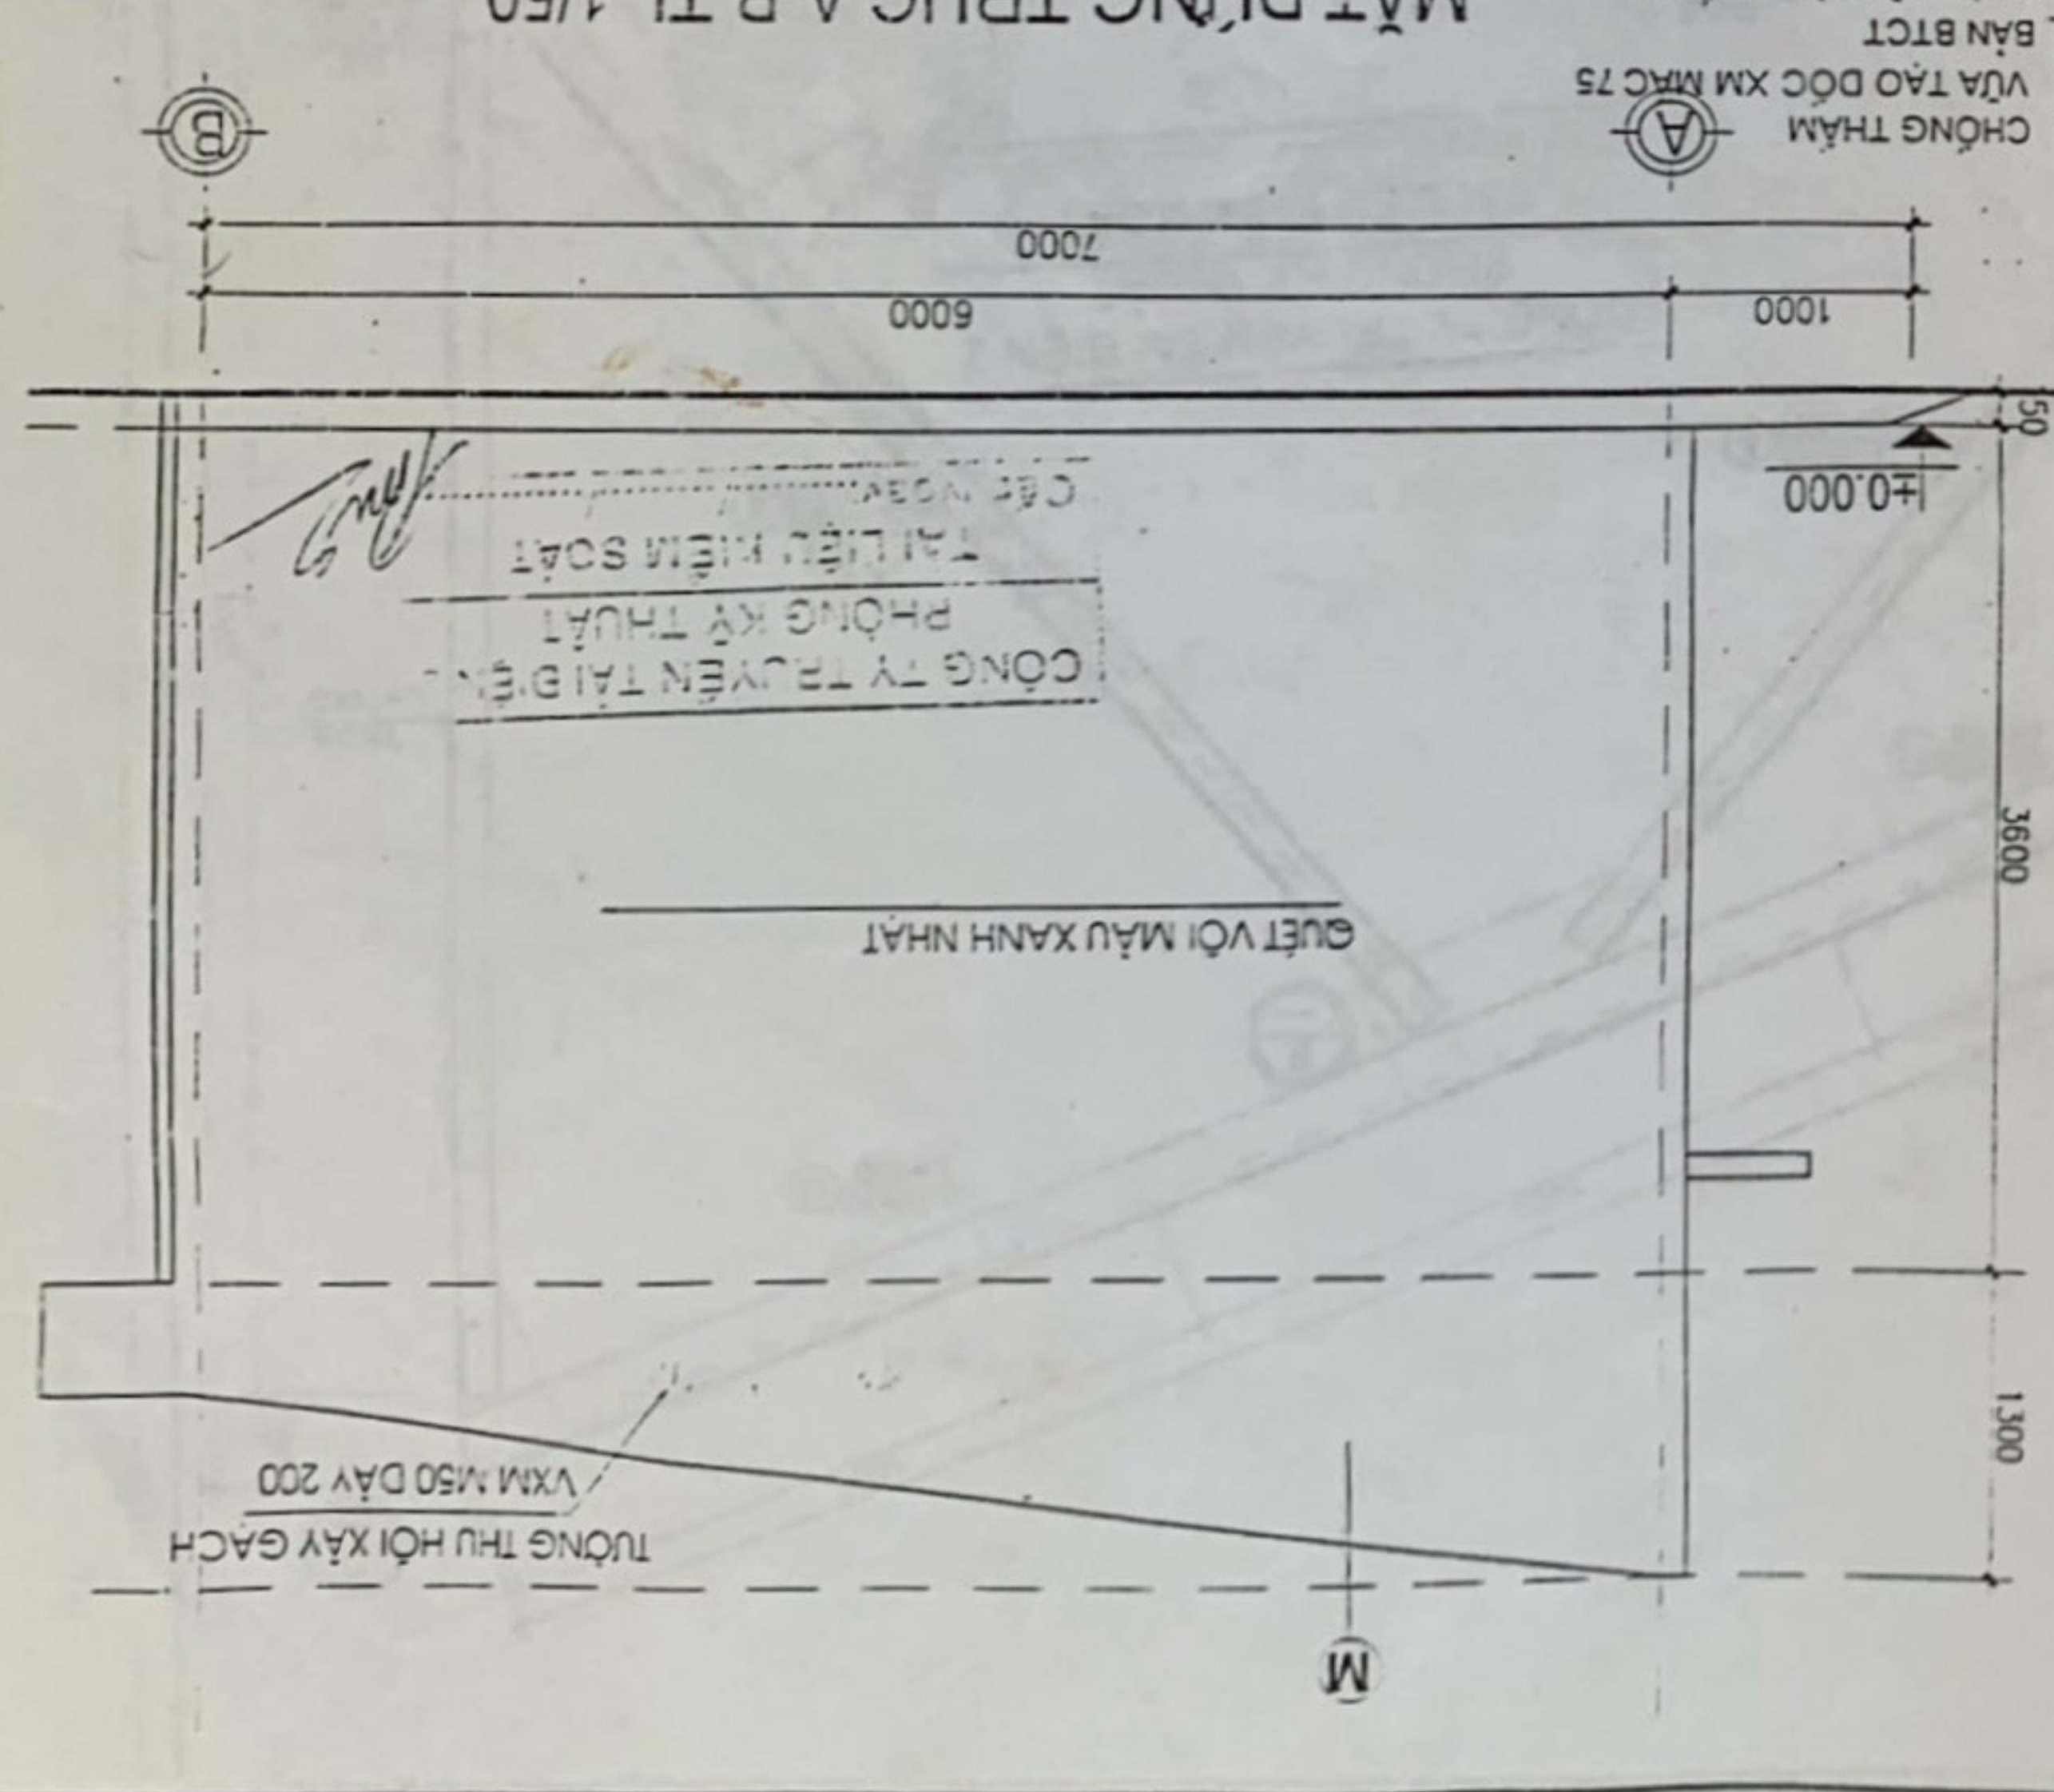 M
TƯỜNG THU HỒI XÂY GẠCH
VXM M50 DÀY 200
1300
QUÉT VÔI MÀU XANH NHẠT
3600
CÔNG TY TRUYỀN TẢI ĐIỆN
PHÒNG KỸ THUẬT
TÀI LIỆU KIỂM SOÁT
±0.000
50
1000
6000
7000
A
B
CHỐNG THẤM
VỮA TẠO DỐC XM MÁC 75
BẢN BTCT
MẶT ĐỨNG TRỤC A-B TL 1/50